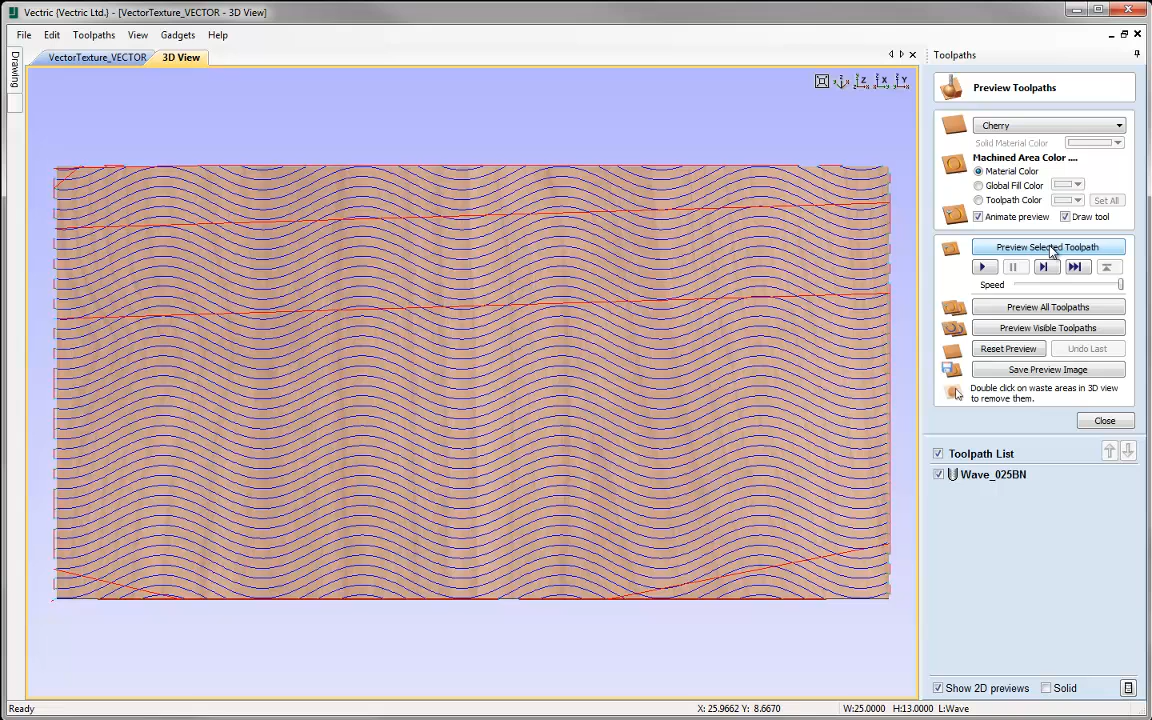 Vectric {Vectric Ltd.} - [VectorTexture_VECTOR - 3D View]
File Edit Toolpaths View Gadgets Help
Drawing
VectorTexture_VECTOR 3D View
Z X Y
Toolpaths
Preview Toolpaths
Cherry
Solid Material Color
Machined Area Color ....
Material Color
Global Fill Color
Toolpath Color Set All
Animate preview Draw tool
Preview Selected Toolpath
Speed
Preview All Toolpaths
Preview Visible Toolpaths
Reset Preview Undo Last
Save Preview Image
Double click on waste areas in 3D view
to remove them.
Close
Toolpath List
Wave_025BN
Show 2D previews Solid
Ready X: 25.9662 Y: 8.6670 W:25.0000 H:13.0000 L:Wave